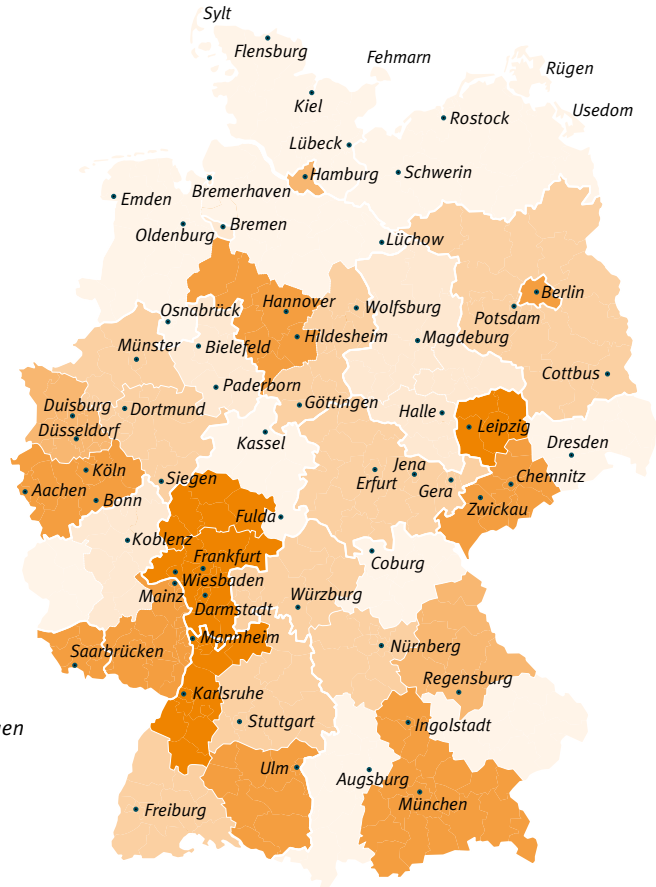 Sylt
Flensburg
Fehmarn
Rügen
Kiel
Usedom
Rostock
Lübeck
Hamburg
Schwerin
Bremerhaven
Emden
Bremen
Oldenburg
Lüchow
Berlin
Hannover
Osnabrück
Wolfsburg
Potsdam
Hildesheim
Magdeburg
Münster
Bielefeld
Cottbus
Paderborn
Göttingen
Duisburg
Dortmund
Halle
Düsseldorf
Leipzig
Kassel
Dresden
Köln
Jena
Siegen
Erfurt
Chemnitz
Aachen
Gera
Bonn
Zwickau
Fulda
Koblenz
Frankfurt
Coburg
Wiesbaden
Mainz
Würzburg
Darmstadt
Mannheim
Nürnberg
Saarbrücken
Regensburg
Karlsruhe
Stuttgart
Ingolstadt
en
Ulm
Augsburg
München
Freiburg